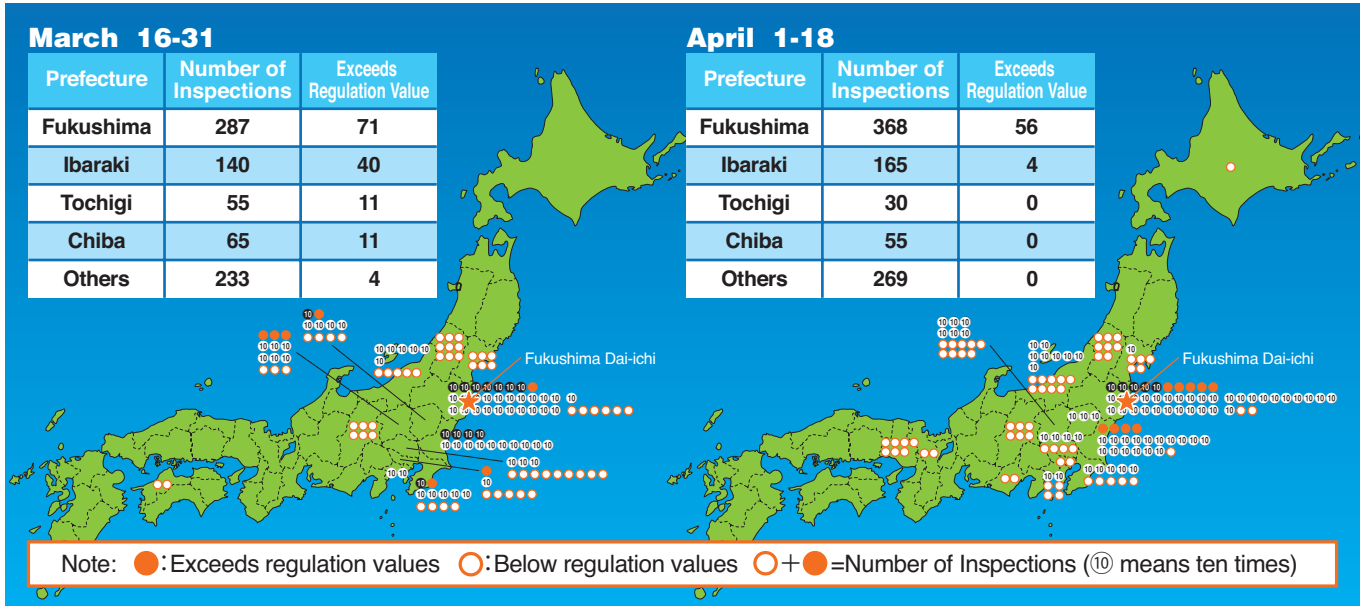 March 16-31
Prefecture Number of Inspections Exceeds Regulation Value
Fukushima 287 71
Ibaraki 140 40
Tochigi 55 11
Chiba 65 11
Others 233 4
April 1-18
Prefecture Number of Inspections Exceeds Regulation Value
Fukushima 368 56
Ibaraki 165 4
Tochigi 30 0
Chiba 55 0
Others 269 0
Fukushima Dai-ichi
Fukushima Dai-ichi
Note: :Exceeds regulation values :Below regulation values + =Number of Inspections (⑩ means ten times)